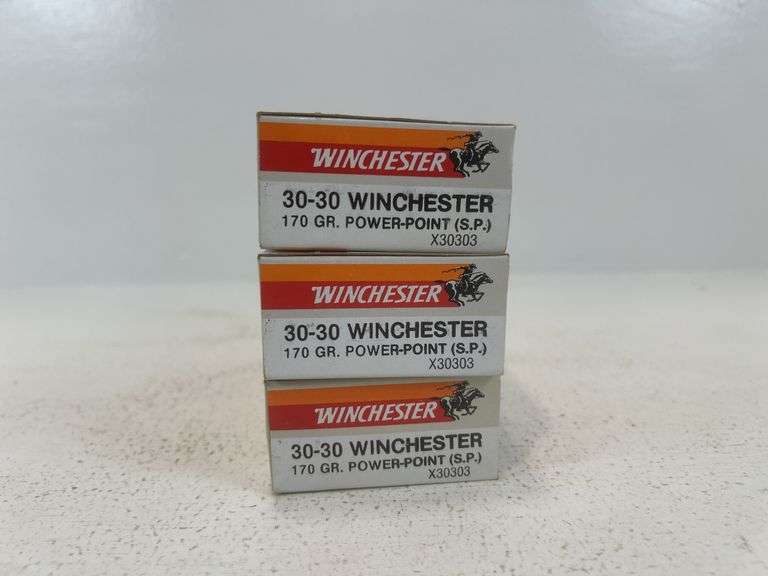 WINCHESTER
30-30 WINCHESTER
170 GR. POWER-POINT (S.P.)
X30303
WINCHESTER
30-30 WINCHESTER
170 GR. POWER-POINT (S.P.)
X30303
WINCHESTER
30-30 WINCHESTER
170 GR. POWER-POINT (S.P.)
X30303